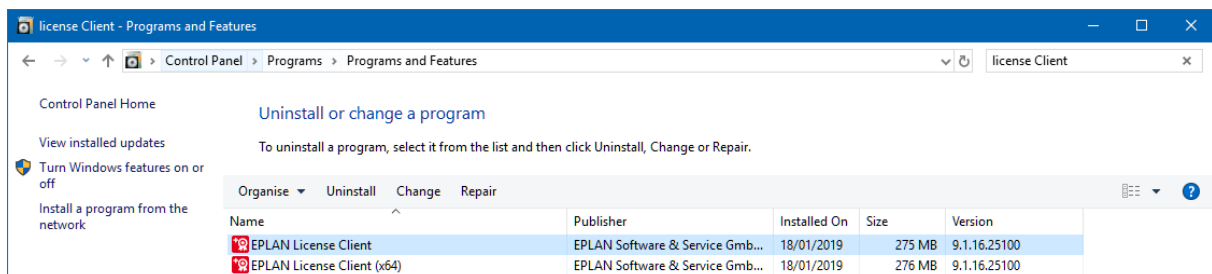 license Client - Programs and Features
Control Panel > Programs > Programs and Features
license Client
Control Panel Home
View installed updates
Turn Windows features on or
off
Install a program from the
network
Uninstall or change a program
To uninstall a program, select it from the list and then click Uninstall, Change or Repair.
Organise Uninstall Change Repair
Name Publisher Installed On Size Version
EPLAN License Client EPLAN Software & Service Gmb... 18/01/2019 275 MB 9.1.16.25100
EPLAN License Client (x64) EPLAN Software & Service Gmb... 18/01/2019 276 MB 9.1.16.25100